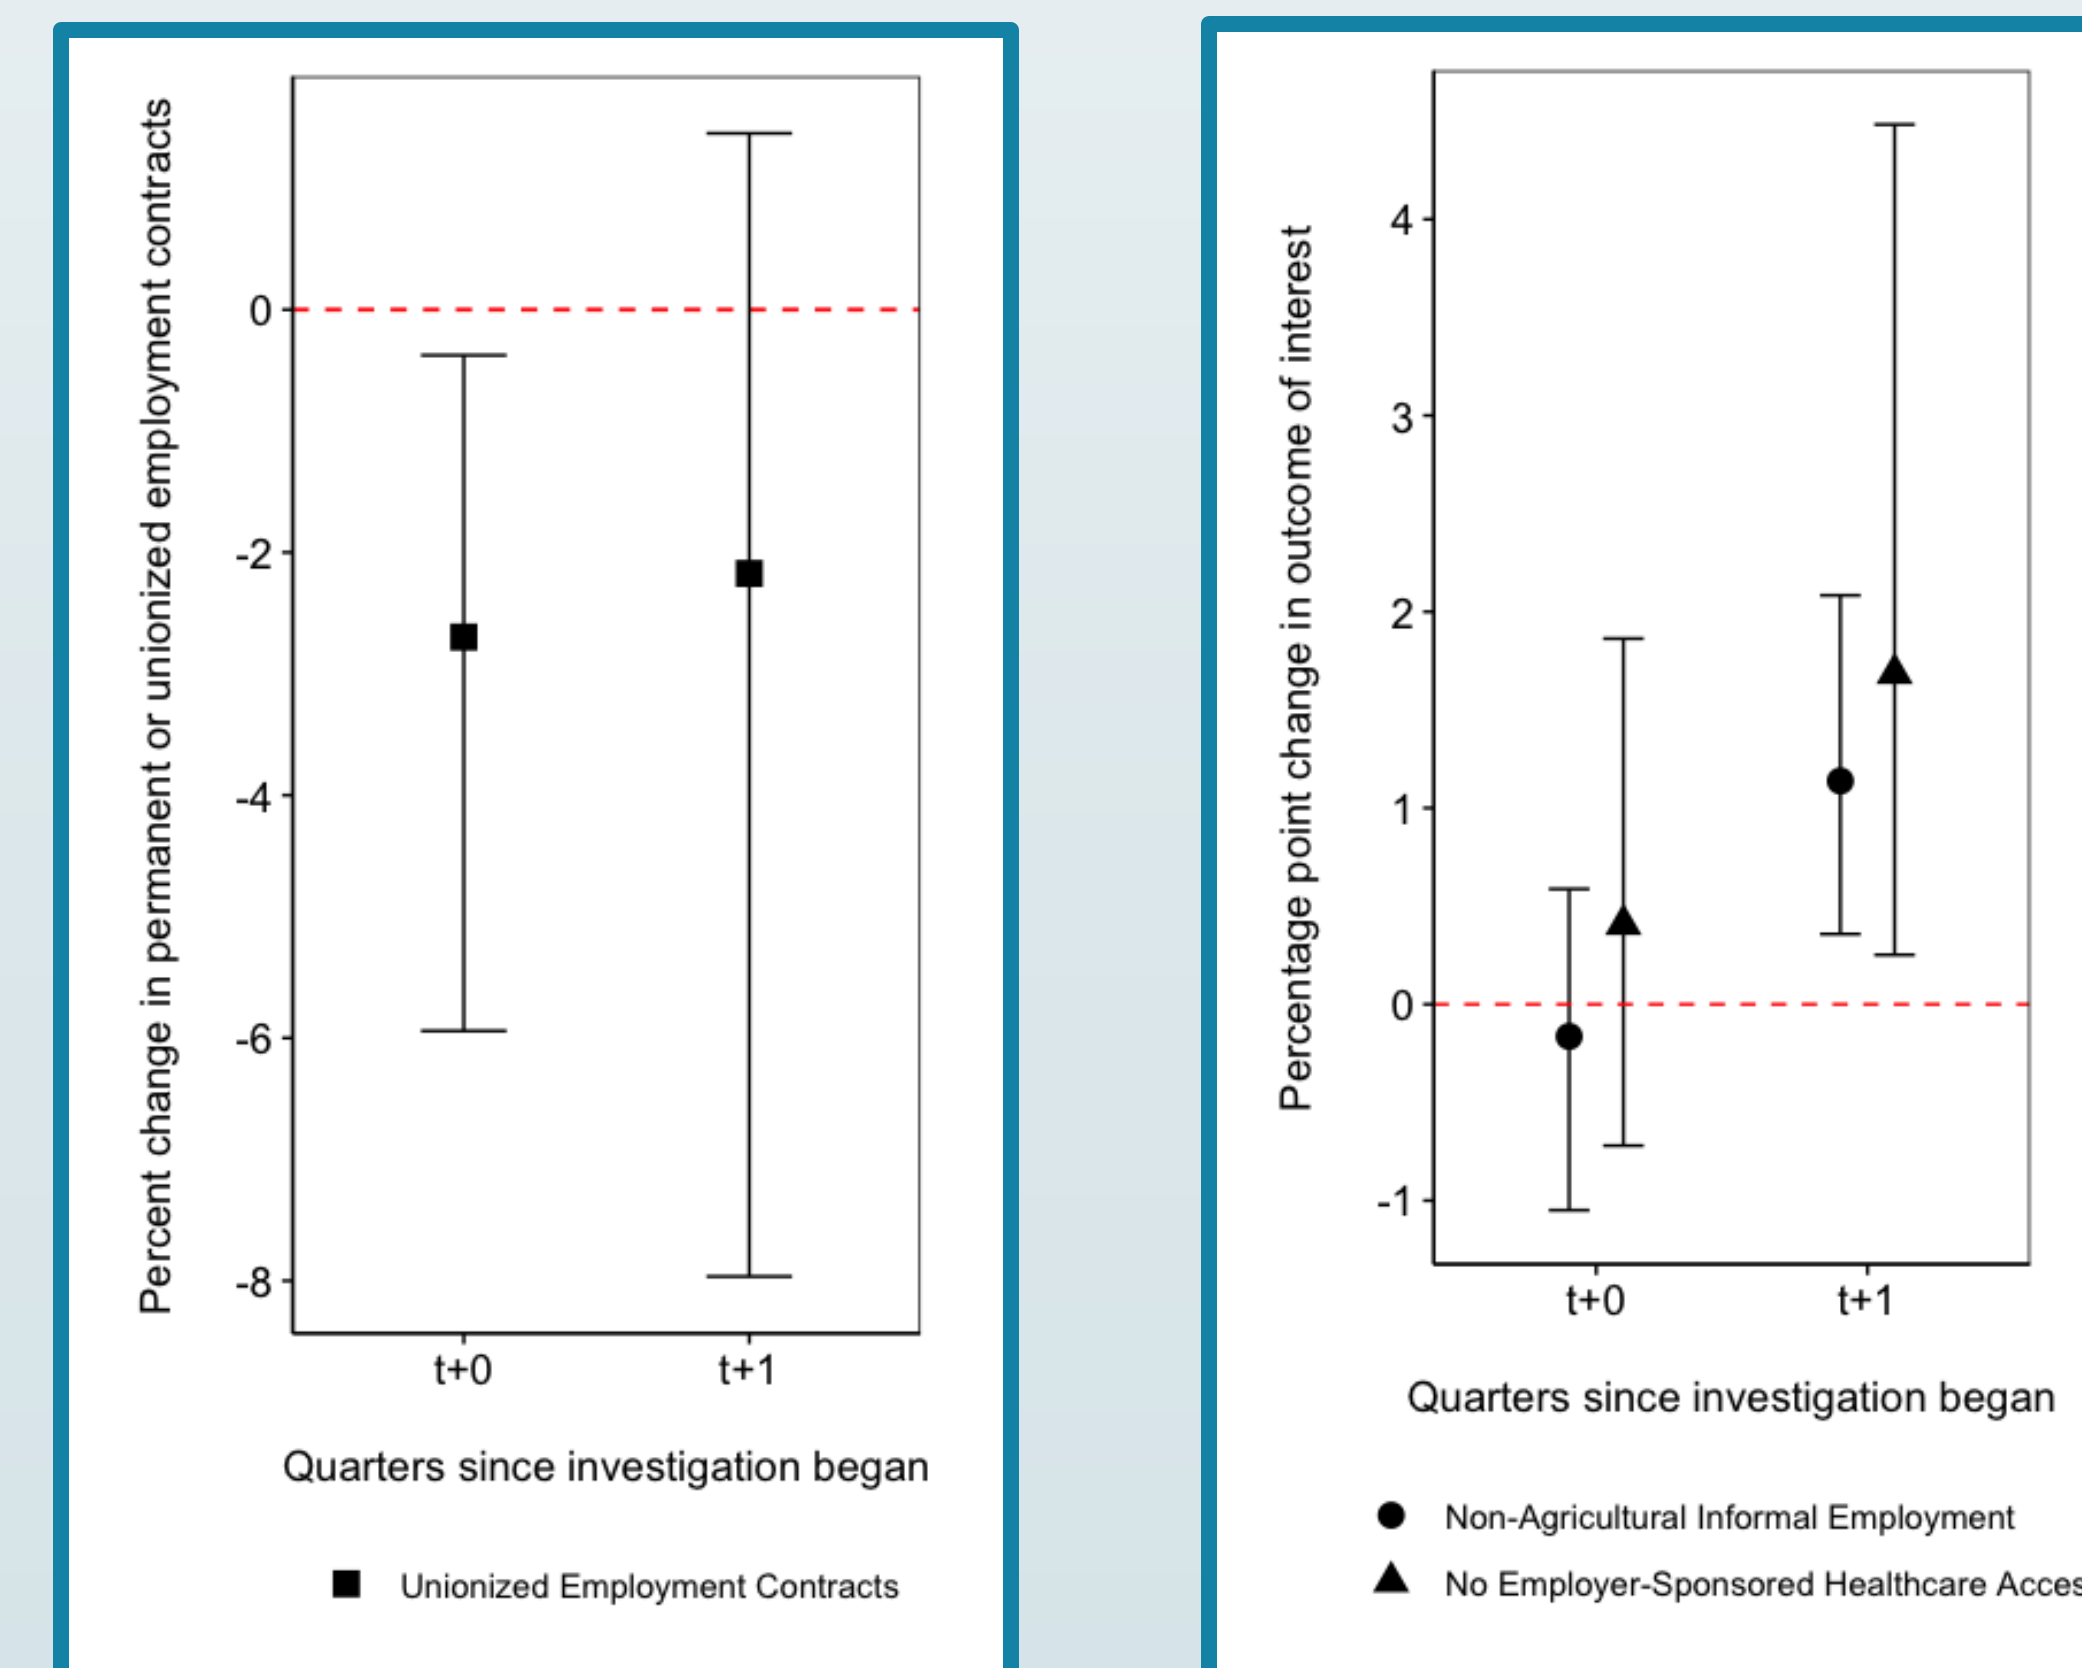 Percent change in permanent or unionized employment contracts
0
-2
-4
-6
-8
t+0 t+1
Quarters since investigation began
Unionized Employment Contracts
Percentage point change in outcome of interest
4
3
2
1
0
-1
t+0 t+1
Quarters since investigation began
Non-Agricultural Informal Employment
No Employer-Sponsored Healthcare Acces